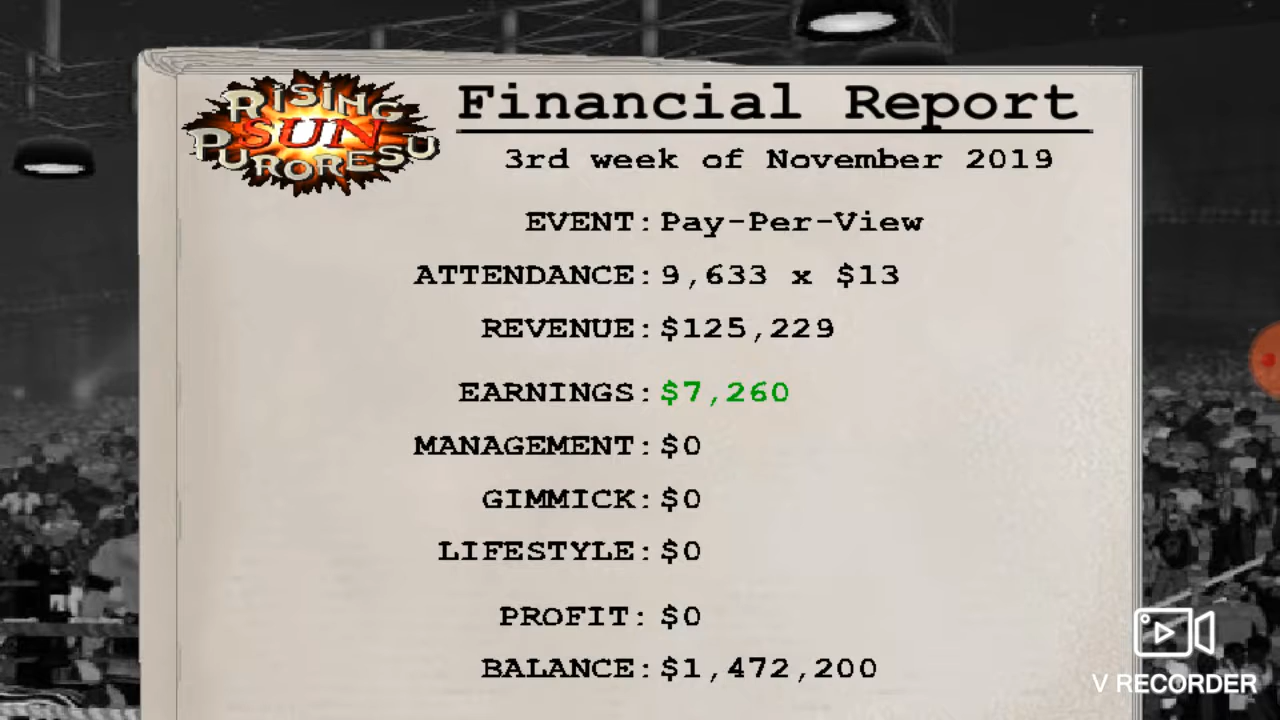 RISING
SUN
PURORESU
Financial Report
3rd week of November 2019
EVENT: Pay-Per-View
ATTENDANCE: 9,633 x $13
REVENUE: $125,229
EARNINGS: $7,260
MANAGEMENT: $0
GIMMICK: $0
LIFESTYLE: $0
PROFIT: $0
BALANCE: $1,472,200
V RECORDER